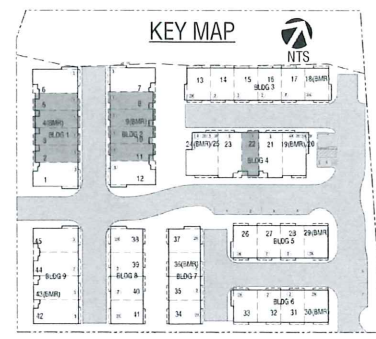 KEY MAP
NTS
6
5
4(BMR)
BLDG 1
3
2
1
7
8
9(BMR)
BLDG 2
10
11
12
13 14 15 16 17 18(BMR)
BLDG 3
24(BMR)/25 23 22 21 19(BMR)/20
BLDG 4
26 27 28 29(BMR)
BLDG 5
BLDG 6
33 32 31 30(BMR)
45
44
BLDG 9
43(BMR)
42
38
39
BLDG 8
40
41
37
36(BMR)
BLDG 7
35
34